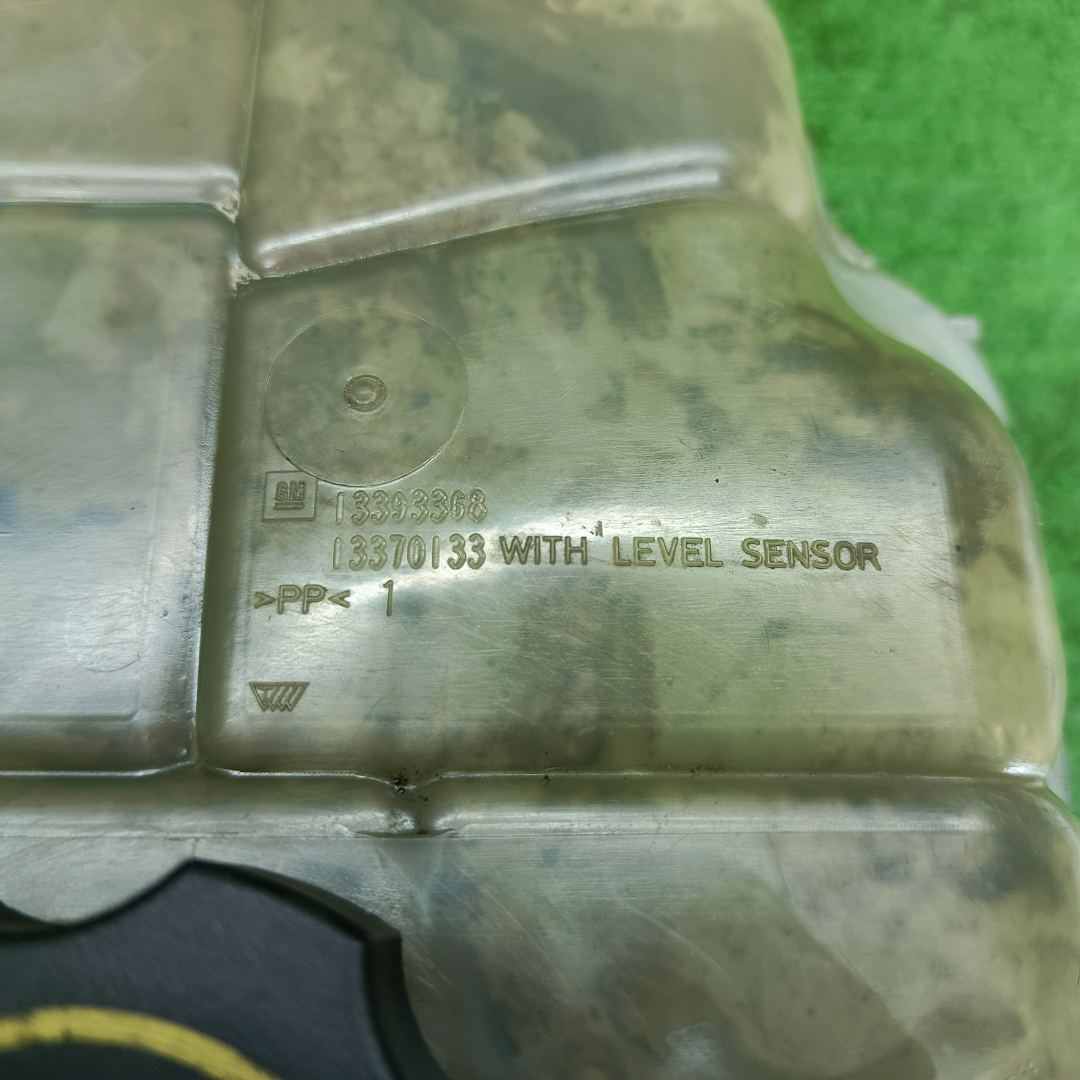 GM 13393368
13370133 WITH LEVEL SENSOR
>PP< 1